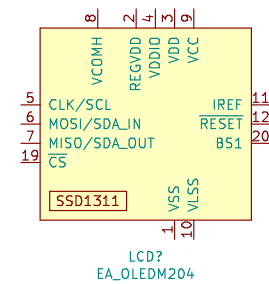 8 2 4 3 9
VCOMH REGVDD VDDIO VDD VCC
5 CLK/SCL IREF 11
6 MOSI/SDA_IN RESET 12
7 MISO/SDA_OUT BS1 20
19 CS
SSD1311
VSS VLSS
1 10
LCD?
EA_OLEDM204